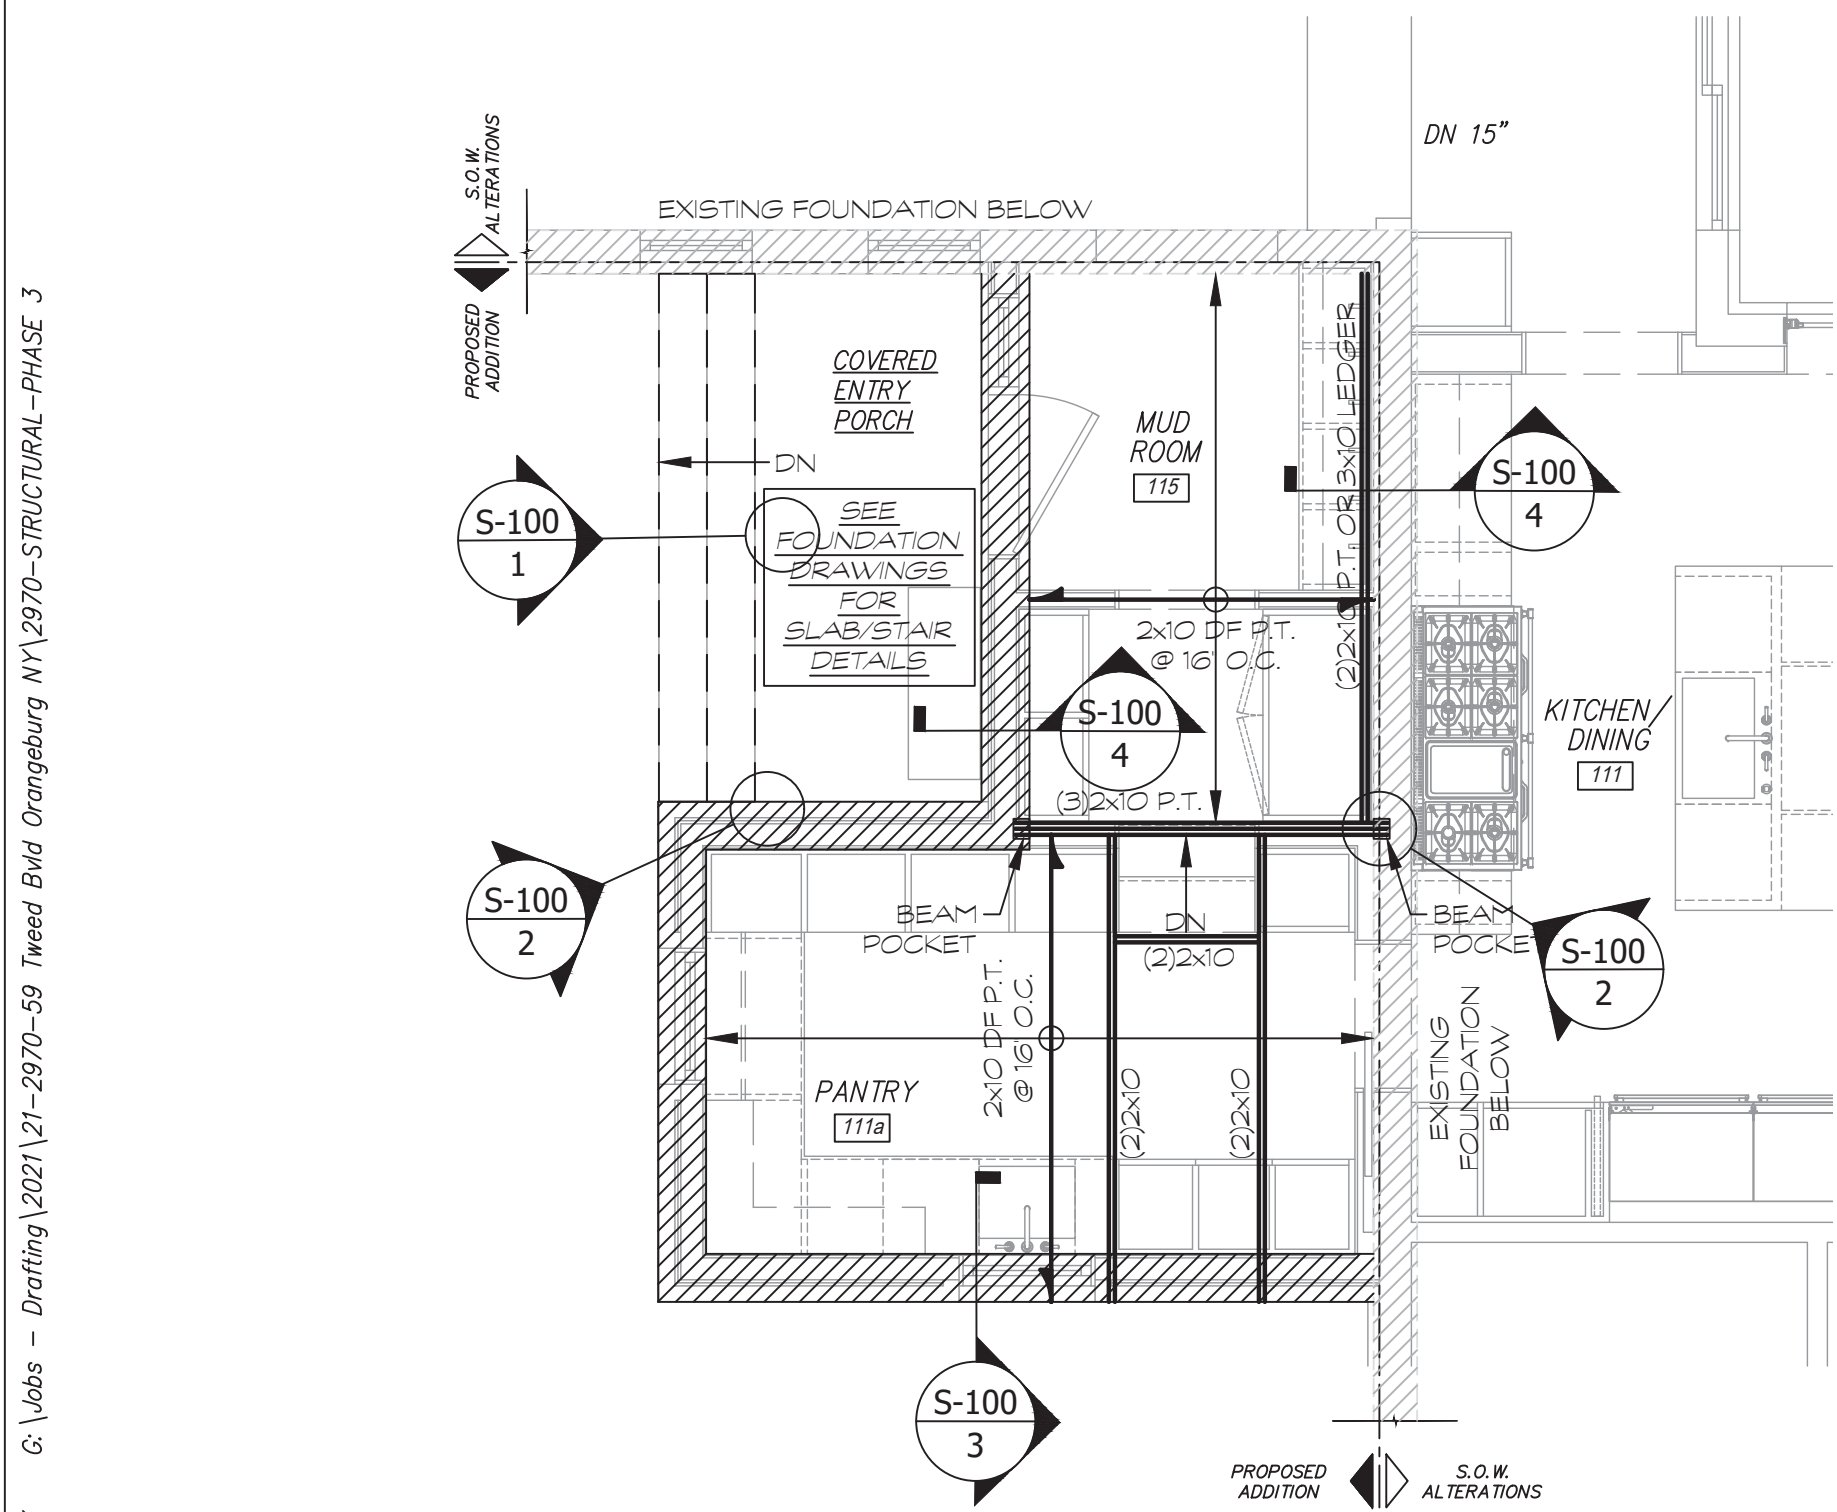 G:\Jobs - Drafting\2021\21-2970-59 Tweed Bvld Orangeburg NY\2970-STRUCTURAL-PHASE 3
S.O.W.
ALTERATIONS
PROPOSED
ADDITION
EXISTING FOUNDATION BELOW
DN 15"
COVERED
ENTRY
PORCH
DN
MUD
ROOM
115
S-100
1
SEE
FOUNDATION
DRAWINGS
FOR
SLAB/STAIR
DETAILS
(2)2x10 P.T. OR 3x10 LEDGER
S-100
4
2x10 DF P.T.
@ 16' O.C.
S-100
4
(3)2x10 P.T.
KITCHEN
DINING
111
S-100
2
BEAM
POCKET
DN
(2)2x10
BEAM
POCKET
S-100
2
2x10 DF P.T.
@ 16' O.C.
PANTRY
111a
(2)2x10
(2)2x10
EXISTING
FOUNDATION
BELOW
S-100
3
PROPOSED
ADDITION
S.O.W.
ALTERATIONS